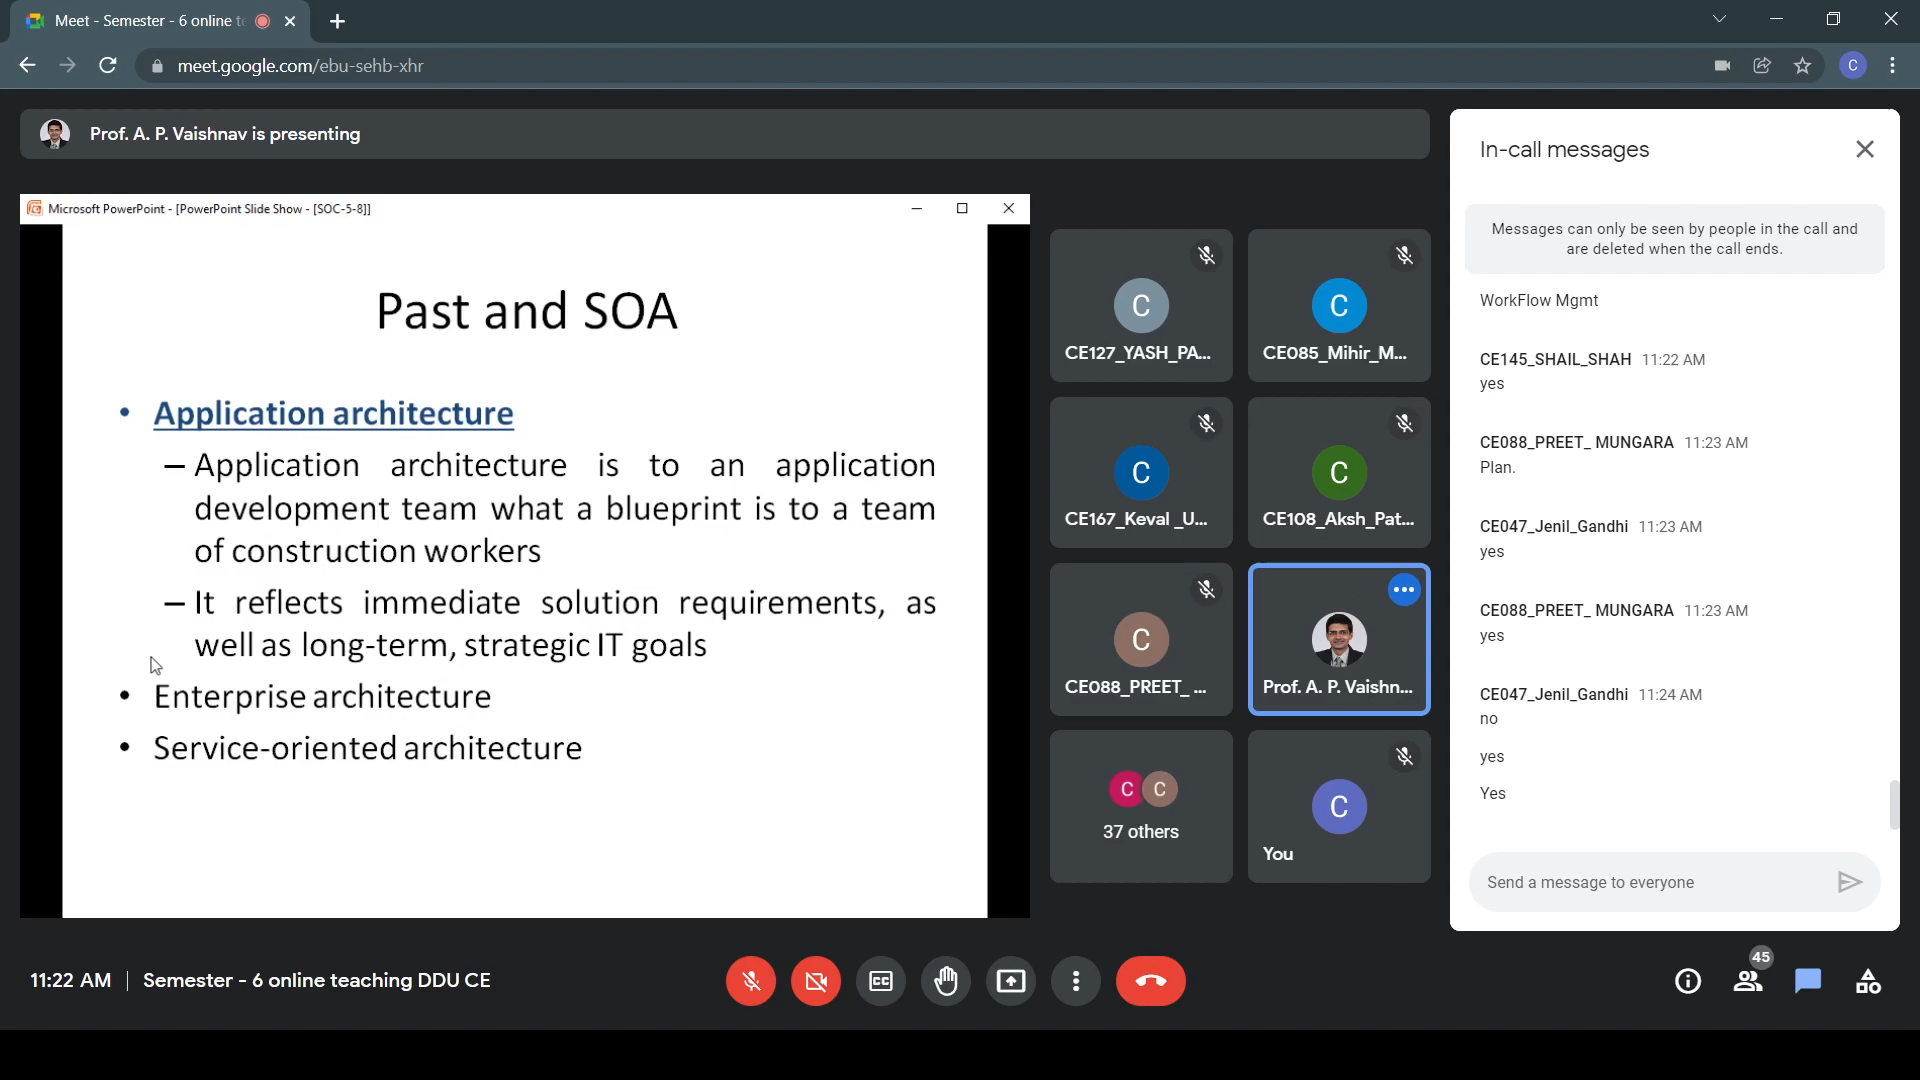 Meet - Semester - 6 online te
meet.google.com/ebu-sehb-xhr
C
Prof. A. P. Vaishnav is presenting
Microsoft PowerPoint - [PowerPoint Slide Show - [SOC-5-8]]
Past and SOA
• Application architecture
– Application architecture is to an application
development team what a blueprint is to a team
of construction workers
– It reflects immediate solution requirements, as
well as long-term, strategic IT goals
• Enterprise architecture
• Service-oriented architecture
C
CE127_YASH_PA...
C
CE085_Mihir_M...
C
CE167_Keval _U...
C
CE108_Aksh_Pat...
C
CE088_PREET_ ...
Prof. A. P. Vaishn...
C C
37 others
C
You
In-call messages
Messages can only be seen by people in the call and
are deleted when the call ends.
WorkFlow Mgmt
CE145_SHAIL_SHAH 11:22 AM
yes
CE088_PREET_ MUNGARA 11:23 AM
Plan.
CE047_Jenil_Gandhi 11:23 AM
yes
CE088_PREET_ MUNGARA 11:23 AM
yes
CE047_Jenil_Gandhi 11:24 AM
no
yes
Yes
Send a message to everyone
11:22 AM | Semester - 6 online teaching DDU CE
45